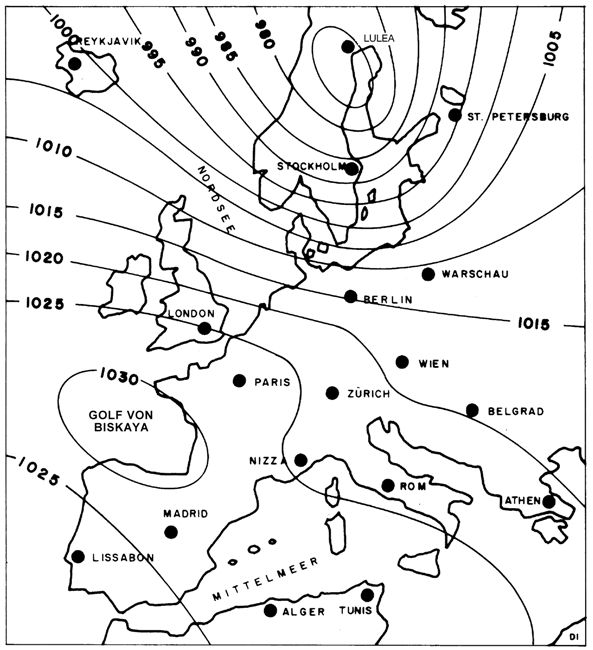 1000
995
990
985
980
LULEA
1005
REYKJAVIK
ST. PETERSBURG
1010
STOCKHOLM
NORDSEE
1015
1020
WARSCHAU
1025
BERLIN
LONDON
1015
WIEN
1030
PARIS
ZÜRICH
GOLF VON
BISKAYA
BELGRAD
1025
NIZZA
ROM
ATHEN
MADRID
LISSABON
MITTELMEER
ALGER
TUNIS
DI